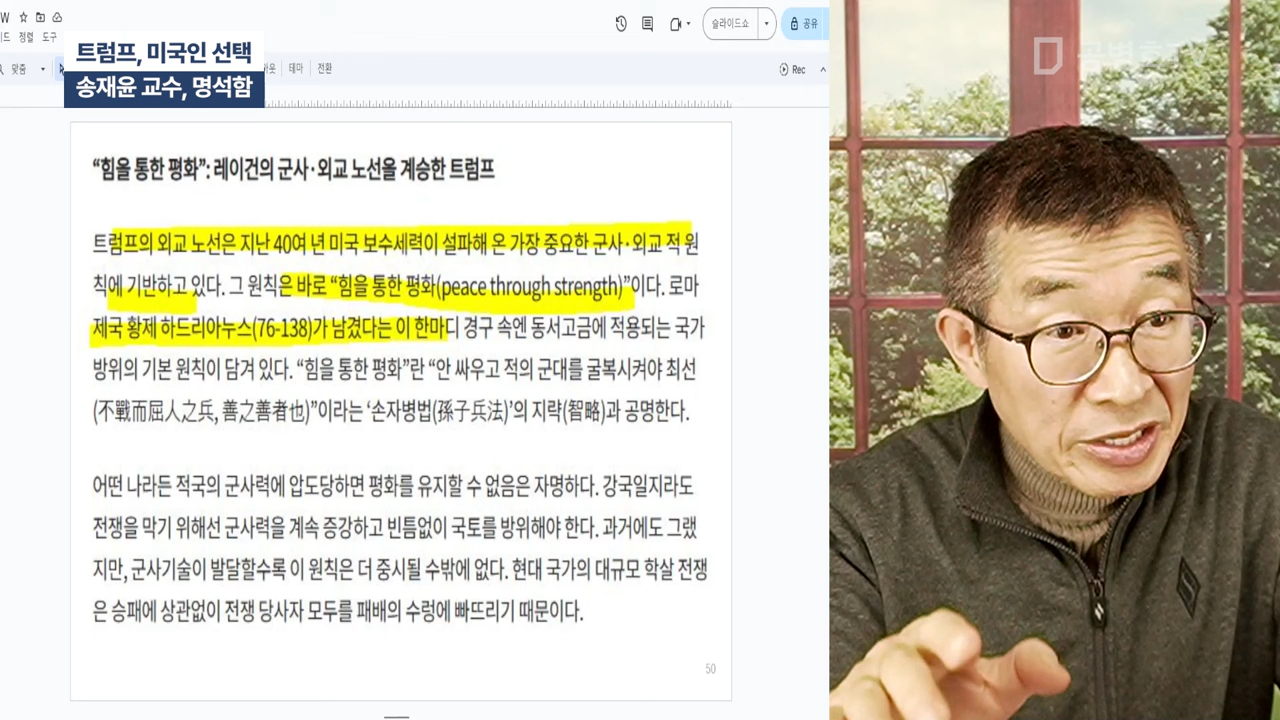 W
드 정렬 도구
슬라이드쇼
공유
트럼프, 미국인 선택
송재윤 교수, 명석함
맞춤
테마
전환
Rec
“힘을 통한 평화”: 레이건의 군사·외교 노선을 계승한 트럼프
트럼프의 외교 노선은 지난 40여 년 미국 보수세력이 설파해 온 가장 중요한 군사·외교 적 원
칙에 기반하고 있다. 그 원칙은 바로 “힘을 통한 평화(peace through strength)”이다. 로마
제국 황제 하드리아누스(76-138)가 남겼다는 이 한마디 경구 속엔 동서고금에 적용되는 국가
방위의 기본 원칙이 담겨 있다. “힘을 통한 평화”란 “안 싸우고 적의 군대를 굴복시켜야 최선
(不戰而屈人之兵, 善之善者也)”이라는 ‘손자병법(孫子兵法)’의 지략(智略)과 공명한다.
어떤 나라든 적국의 군사력에 압도당하면 평화를 유지할 수 없음은 자명하다. 강국일지라도
전쟁을 막기 위해선 군사력을 계속 증강하고 빈틈없이 국토를 방위해야 한다. 과거에도 그랬
지만, 군사기술이 발달할수록 이 원칙은 더 중시될 수밖에 없다. 현대 국가의 대규모 학살 전쟁
은 승패에 상관없이 전쟁 당사자 모두를 패배의 수렁에 빠뜨리기 때문이다.
50